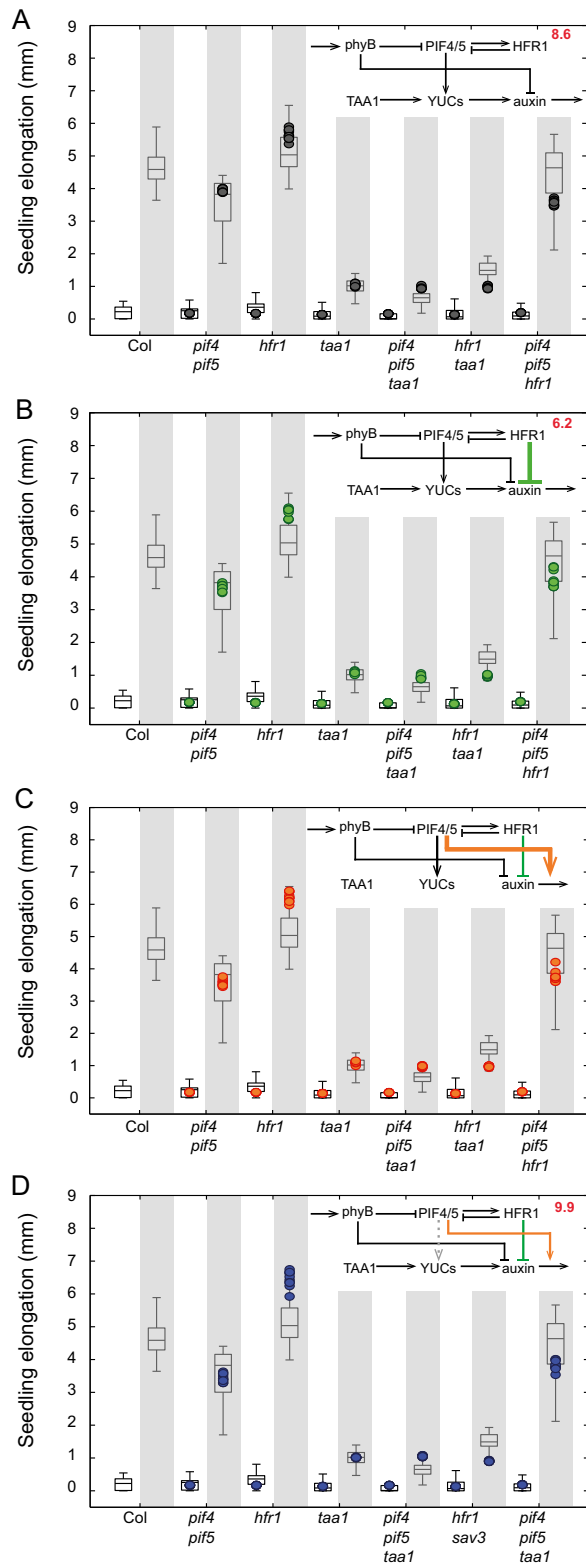 A
Seedling elongation (mm)
9
8
7
6
5
4
3
2
1
0
8.6
phyB PIF4/5 HFR1
TAA1 YUCs auxin
Col pif4 hfr1 taa1 pif4 hfr1 pif4
pif5 pif5 taa1 pif5
taa1 hfr1
B
Seedling elongation (mm)
9
8
7
6
5
4
3
2
1
0
6.2
phyB PIF4/5 HFR1
TAA1 YUCs auxin
Col pif4 hfr1 taa1 pif4 hfr1 pif4
pif5 pif5 taa1 pif5
taa1 hfr1
C
Seedling elongation (mm)
9
8
7
6
5
4
3
2
1
0
phyB PIF4/5 HFR1
TAA1 YUCs auxin
Col pif4 hfr1 taa1 pif4 hfr1 pif4
pif5 pif5 taa1 pif5
taa1 hfr1
D
Seedling elongation (mm)
9
8
7
6
5
4
3
2
1
0
9.9
phyB PIF4/5 HFR1
TAA1 YUCs auxin
Col pif4 hfr1 taa1 pif4 hfr1 pif4
pif5 pif5 sav3 pif5
taa1 taa1